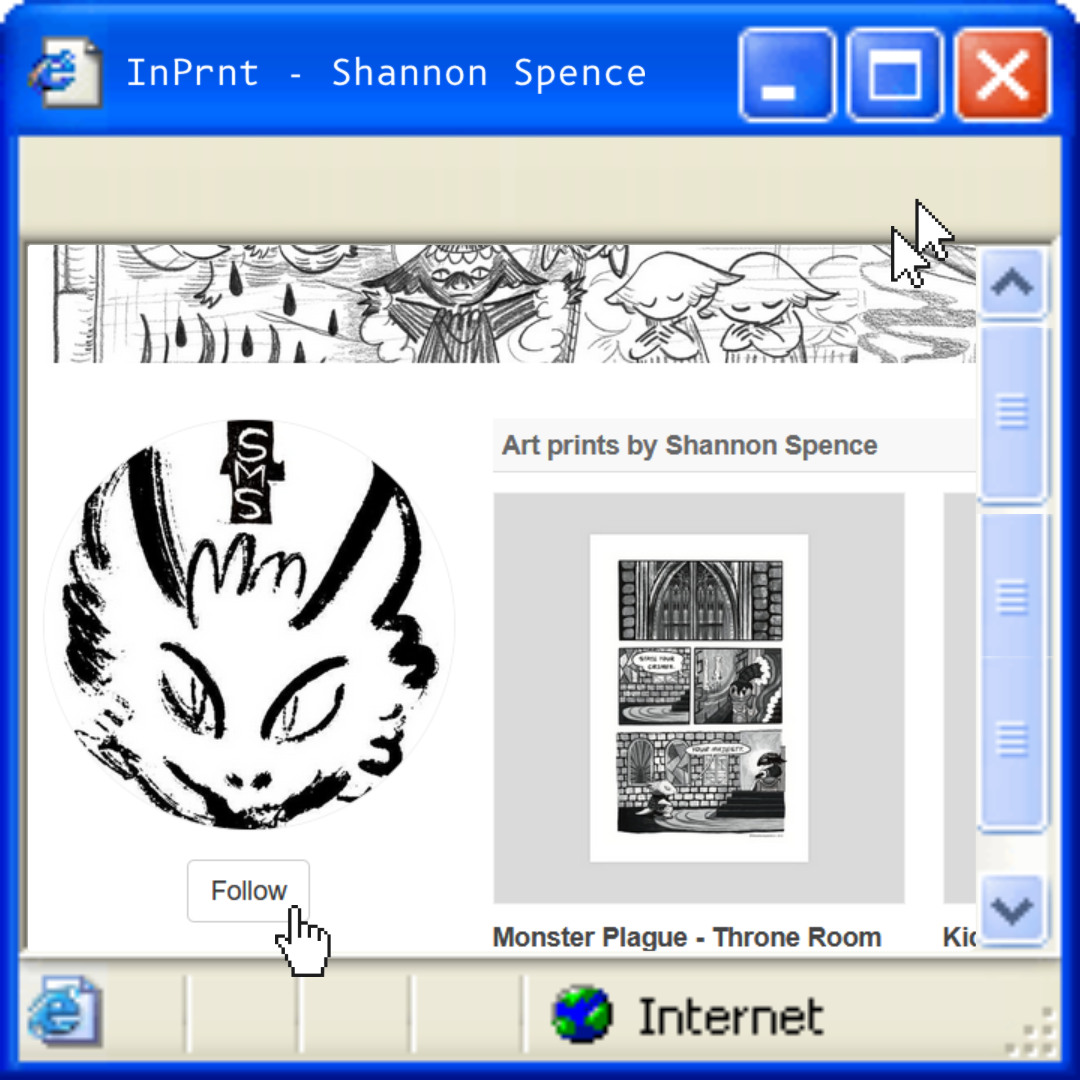 InPrnt - Shannon Spence
SMS
Art prints by Shannon Spence
STATE YOUR
CRIMES.
YOUR MAJESTY.
Follow
Monster Plague - Throne Room
Kic
Internet